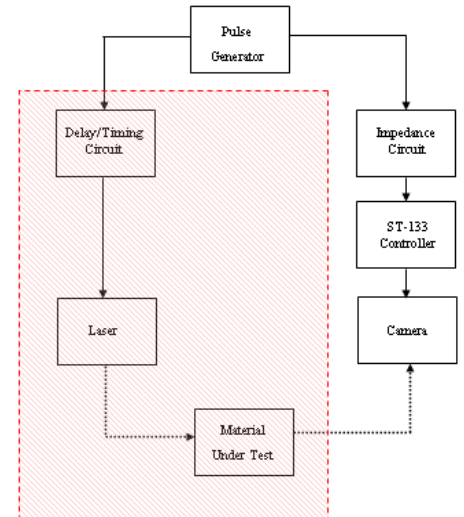 Pulse
Generator
Delay/Timing
Circuit
Impedance
Circuit
ST-133
Controller
Laser
Camera
Material
Under Test